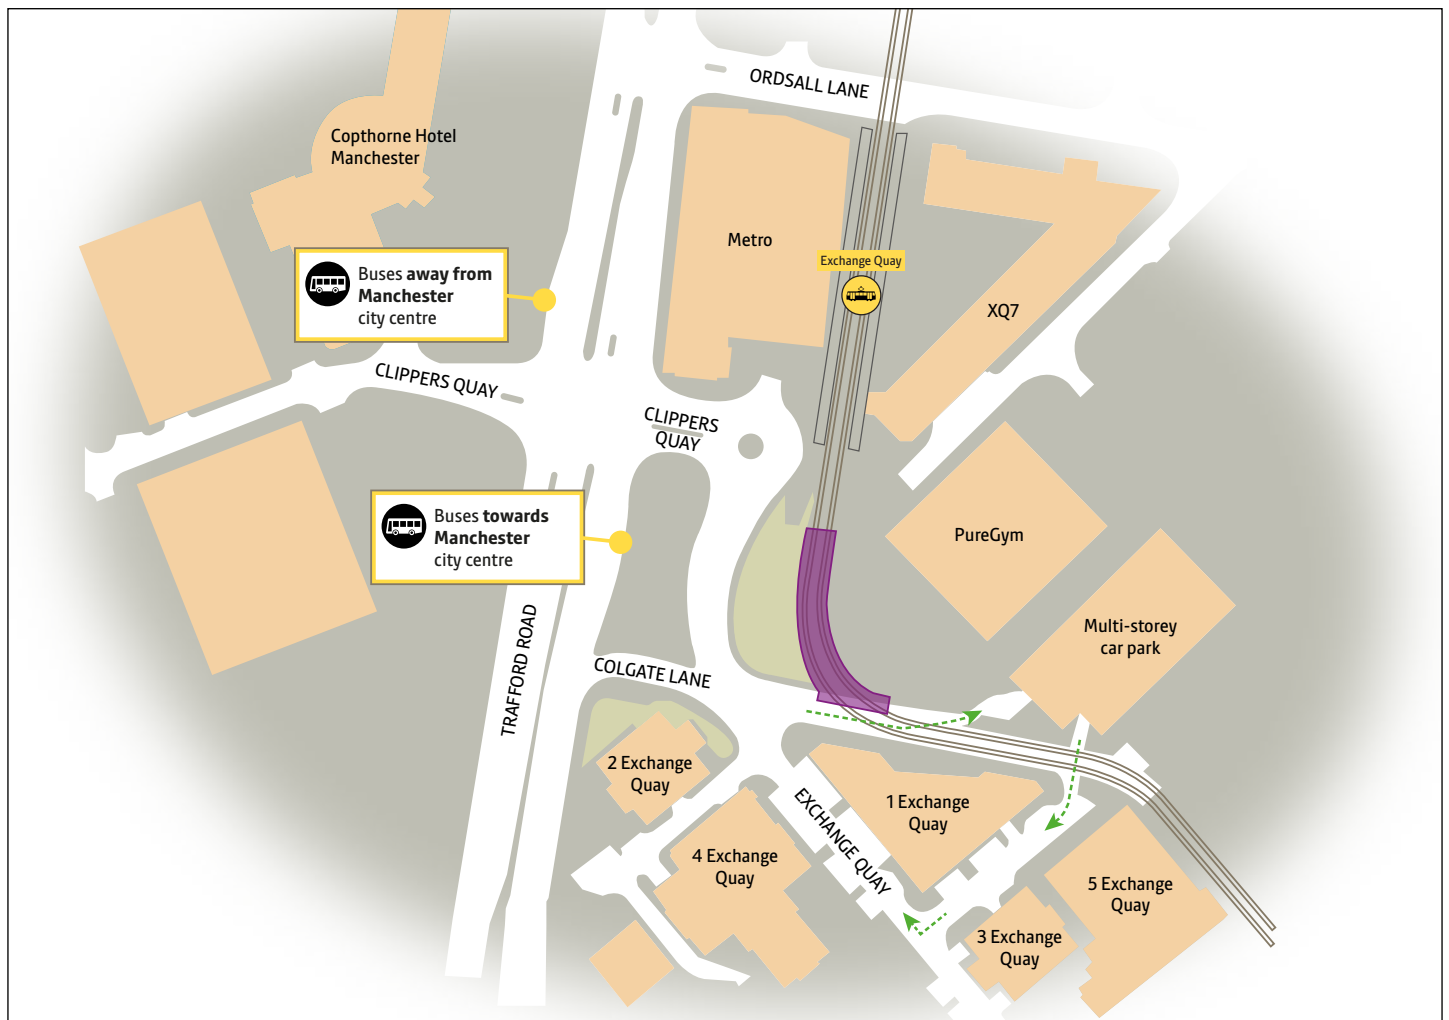 ORDSALL LANE
Copthorne Hotel
Manchester
Metro
Exchange Quay
XQ7
Buses away from
Manchester
city centre
CLIPPERS QUAY
CLIPPERS
QUAY
Buses towards
Manchester
city centre
PureGym
Multi-storey
car park
TRAFFORD ROAD
COLGATE LANE
2 Exchange
Quay
EXCHANGE QUAY
1 Exchange
Quay
4 Exchange
Quay
5 Exchange
Quay
3 Exchange
Quay